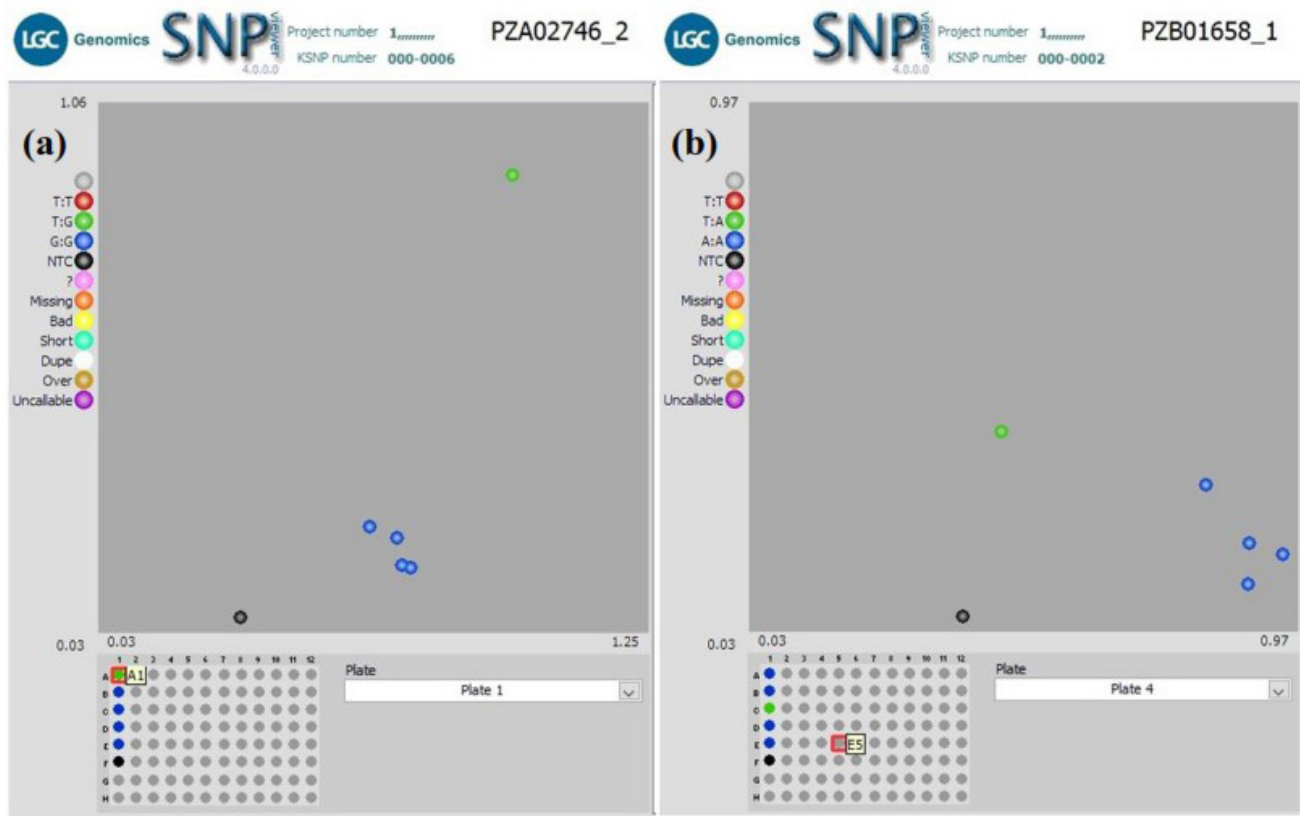 LGC Genomics SNP viewer 4.0.0.0 Project number 1,,,,,,,,,, PZA02746_2
KSNP number 000-0006
(a)
1.06
T:T
T:G
G:G
NTC
?
Missing
Bad
Short
Dupe
Over
Uncallable
0.03
0.03 1.25
1 2 3 4 5 6 7 8 9 10 11 12
A A1
B
C
D
E
F
G
H
Plate
Plate 1
LGC Genomics SNP viewer 4.0.0.0 Project number 1,,,,,,,,,, PZB01658_1
KSNP number 000-0002
(b)
0.97
T:T
T:A
A:A
NTC
?
Missing
Bad
Short
Dupe
Over
Uncallable
0.03
0.03 0.97
1 2 3 4 5 6 7 8 9 10 11 12
A
B
C
D
E E5
F
G
H
Plate
Plate 4